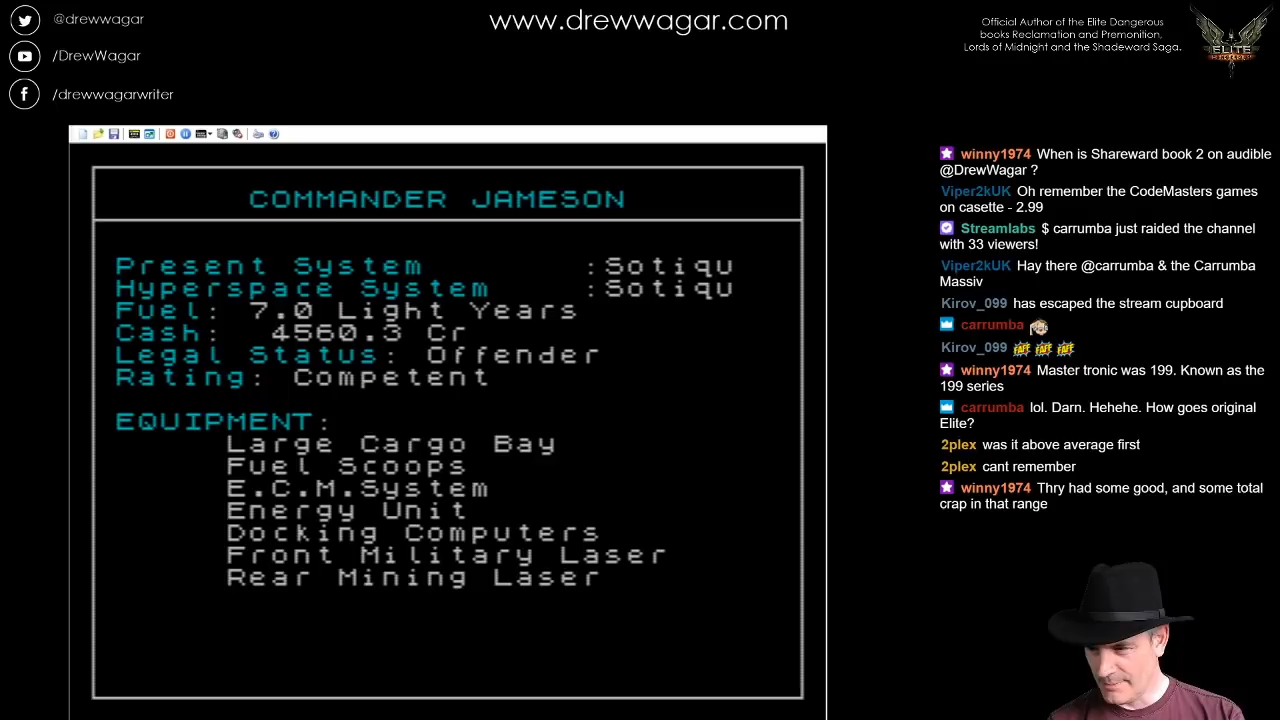 @drewwagar
/DrewWagar
/drewwagarwriter
www.drewwagar.com
Official Author of the Elite Dangerous
books Reclamation and Premonition,
Lords of Midnight and the Shadeward Saga.
ELITE
DANGEROUS
COMMANDER JAMESON
Present System :Sotiqu
Hyperspace System :Sotiqu
Fuel: 7.0 Light Years
Cash: 4560.3 Cr
Legal Status: Offender
Rating: Competent
EQUIPMENT:
Large Cargo Bay
Fuel Scoops
E.C.M.System
Energy Unit
Docking Computers
Front Military Laser
Rear Mining Laser
winny1974 When is Shareward book 2 on audible
@DrewWagar ?
Viper2kUK Oh remember the CodeMasters games
on casette - 2.99
Streamlabs $ carrumba just raided the channel
with 33 viewers!
Viper2kUK Hay there @carrumba & the Carrumba
Massiv
Kirov_099 has escaped the stream cupboard
carrumba
Kirov_099
winny1974 Master tronic was 199. Known as the
199 series
carrumba lol. Darn. Hehehe. How goes original
Elite?
2plex was it above average first
2plex cant remember
winny1974 Thry had some good, and some total
crap in that range